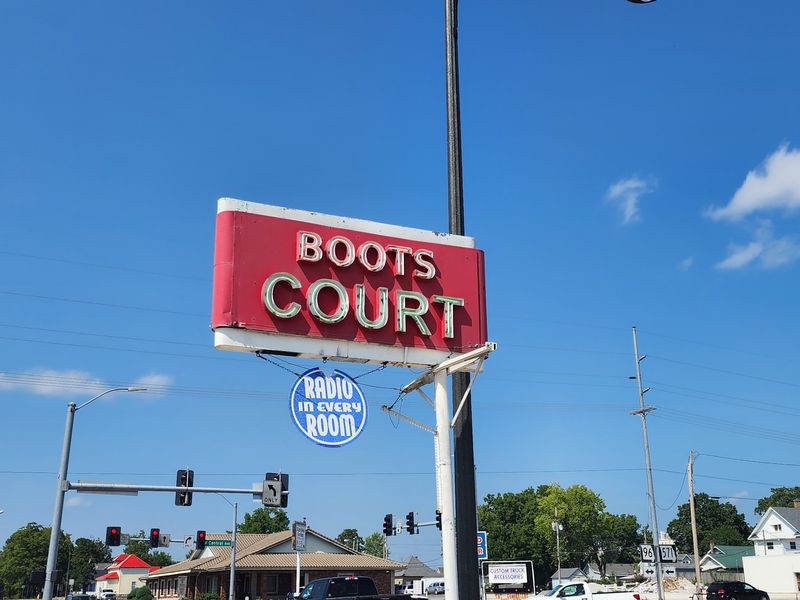 BOOTS
COURT
RADIO
IN EVERY
ROOM
ONLY
Central Ave
CUSTOM TRUCK
ACCESSORIES
96
571